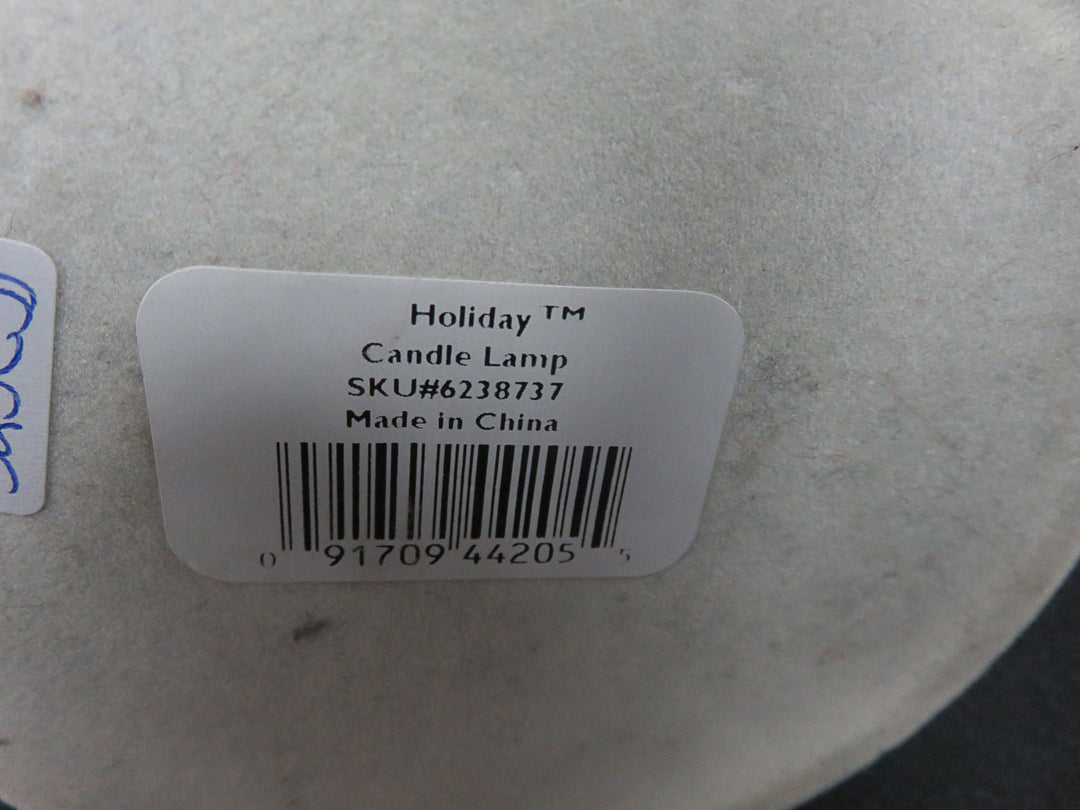 Holiday ™
Candle Lamp
SKU#6238737
Made in China
0 91709 44205 5